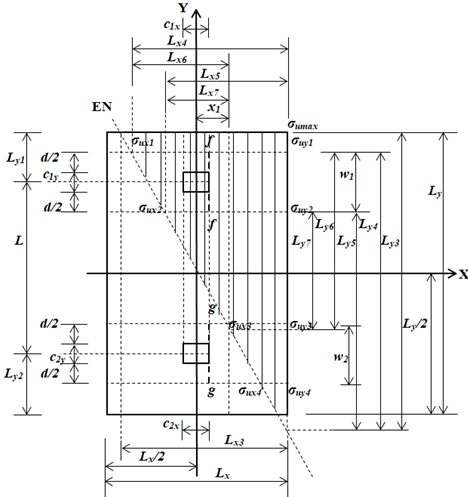 Y
c1x
Lx4
Lx6
Lx5
Lx7
x1
EN
σumax
σux1
f
σuy1
Ly1
d/2
c1y
d/2
w1
Ly
σux2
f
σuy2
L
Ly7
Ly6
Ly5
Ly4
Ly3
X
g
d/2
σux3
σuy3
Ly/2
c2y
w2
Ly2
d/2
g
σux4
σuy4
c2x
Lx3
Lx/2
Lx